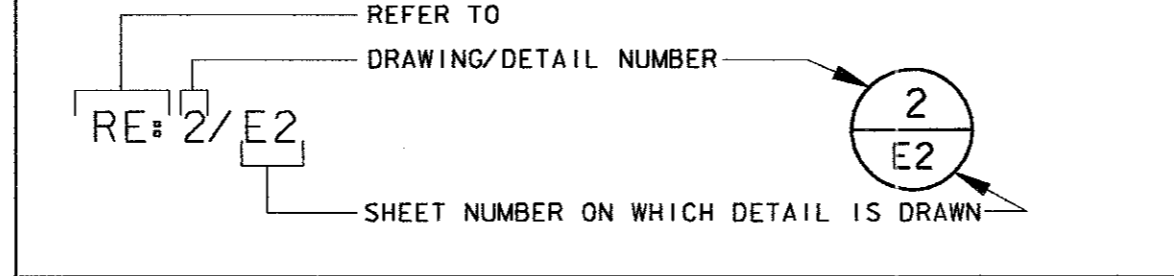 REFER TO
DRAWING/DETAIL NUMBER
RE: 2/E2
2
E2
SHEET NUMBER ON WHICH DETAIL IS DRAWN